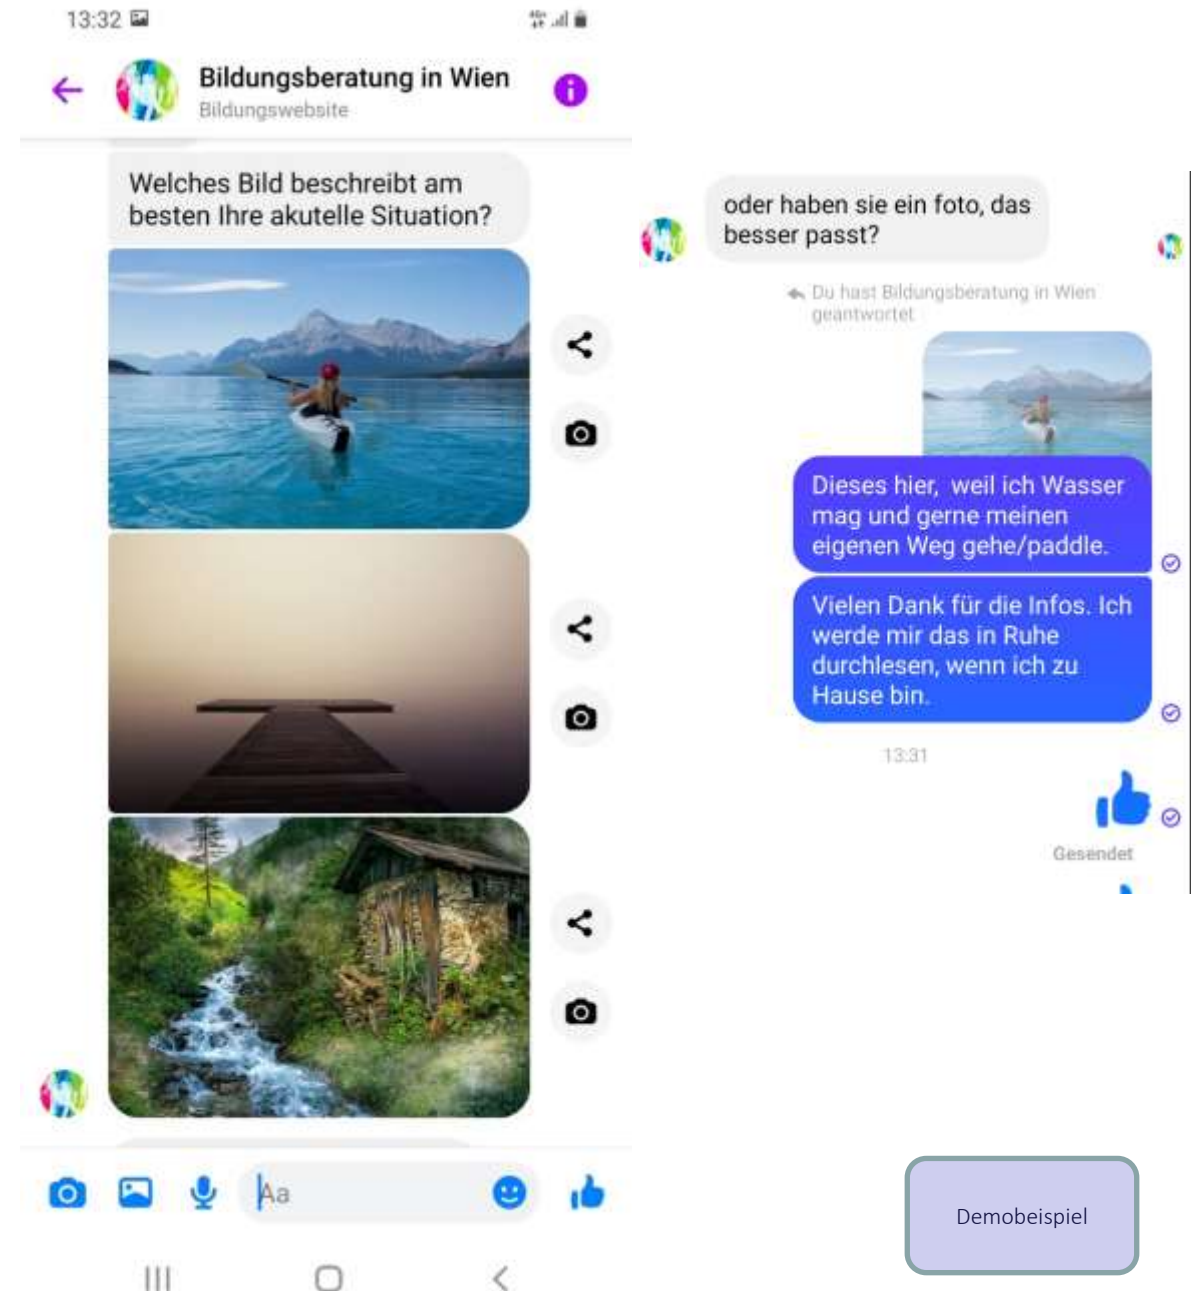 13:32
Bildungsberatung in Wien
Bildungswebsite
Welches Bild beschreibt am
besten Ihre akutelle Situation?
Aa
oder haben sie ein foto, das
besser passt?
Du hast Bildungsberatung in Wien
geantwortet
Dieses hier, weil ich Wasser
mag und gerne meinen
eigenen Weg gehe/paddle.
Vielen Dank für die Infos. Ich
werde mir das in Ruhe
durchlesen, wenn ich zu
Hause bin.
13:31
Gesendet
Demobeispiel